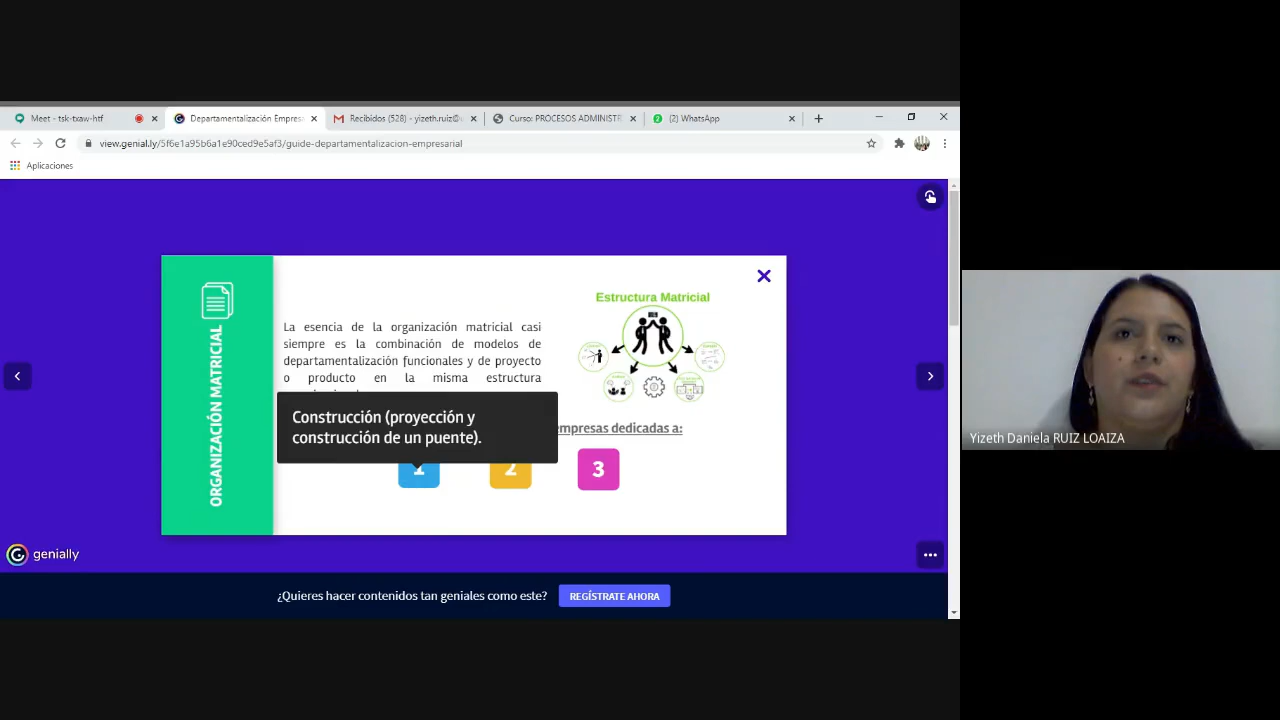 Meet - tsk-txaw-htf
Departamentalización Empres
Recibidos (528) - yizeth.ruiz@
Curso: PROCESOS ADMINISTR
(2) WhatsApp
view.genial.ly/5f6e1a95b6a1e90ced9e5af3/guide-departamentalizacion-empresarial
Aplicaciones
ORGANIZACIÓN MATRICIAL
La esencia de la organización matricial casi
siempre es la combinación de modelos de
departamentalización funcionales y de proyecto
o producto en la misma estructura
Estructura Matricial
Construcción (proyección y
construcción de un puente).
empresas dedicadas a:
1
2
3
Yizeth Daniela RUIZ LOAIZA
genially
¿Quieres hacer contenidos tan geniales como este?
REGÍSTRATE AHORA